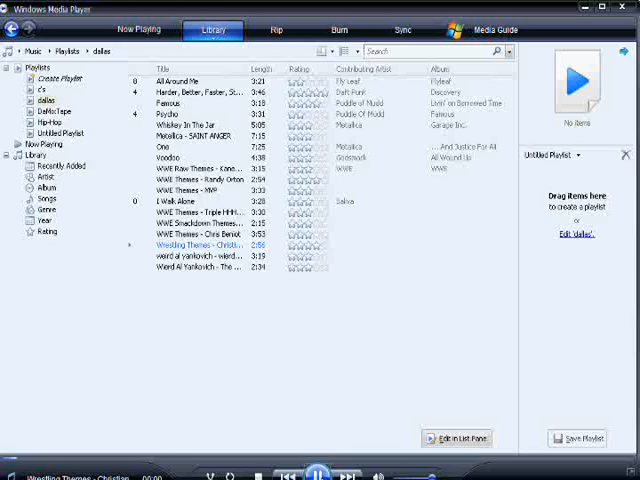 Windows Media Player
Now Playing Library Rip Burn Sync Media Guide
Music Playlists dallas Search
Playlists
Create Playlist
c's
dallas
DaMixTape
Hip-Hop
Untitled Playlist
Now Playing
Library
Recently Added
Artist
Album
Songs
Genre
Year
Rating
Title Length Rating Contributing Artist Album
0 All Around Me 3:21 Fly leaf Flyleaf
4 Harder, Better, Faster, St... 3:46 Daft Punk Discovery
Famous 3:18 Puddle of Mudd Livin' on Borrowed Time
4 Psycho 3:31 Puddle Of Mudd Famous
Whiskey In The Jar 5:05 Metallica Garage Inc.
Metallica - SAINT ANGER 7:15
One 7:25 Metallica ...And Justice For All
Voodoo 4:38 Godsmack All Wound Up
WWE Raw Themes - Kane... 3:19 WWE WWE
WWE Themes - Randy Orton 2:54
WWE Themes - MVP 3:33
0 I Walk Alone 3:28 Saliva
WWE Themes - Triple HHH... 3:30
WWE Smackdown Themes... 2:15
WWE Themes - Chris Benoit 3:53
Wrestling Themes - Christi... 2:56
weird al yankovich - wierd... 3:19
Wierd Al Yankovich - The ... 2:34
No items
Untitled Playlist
Drag items here
to create a playlist
or
Edit 'dallas'.
Edit in List Pane
Save Playlist
Wrestling Themes - Christian 00:00